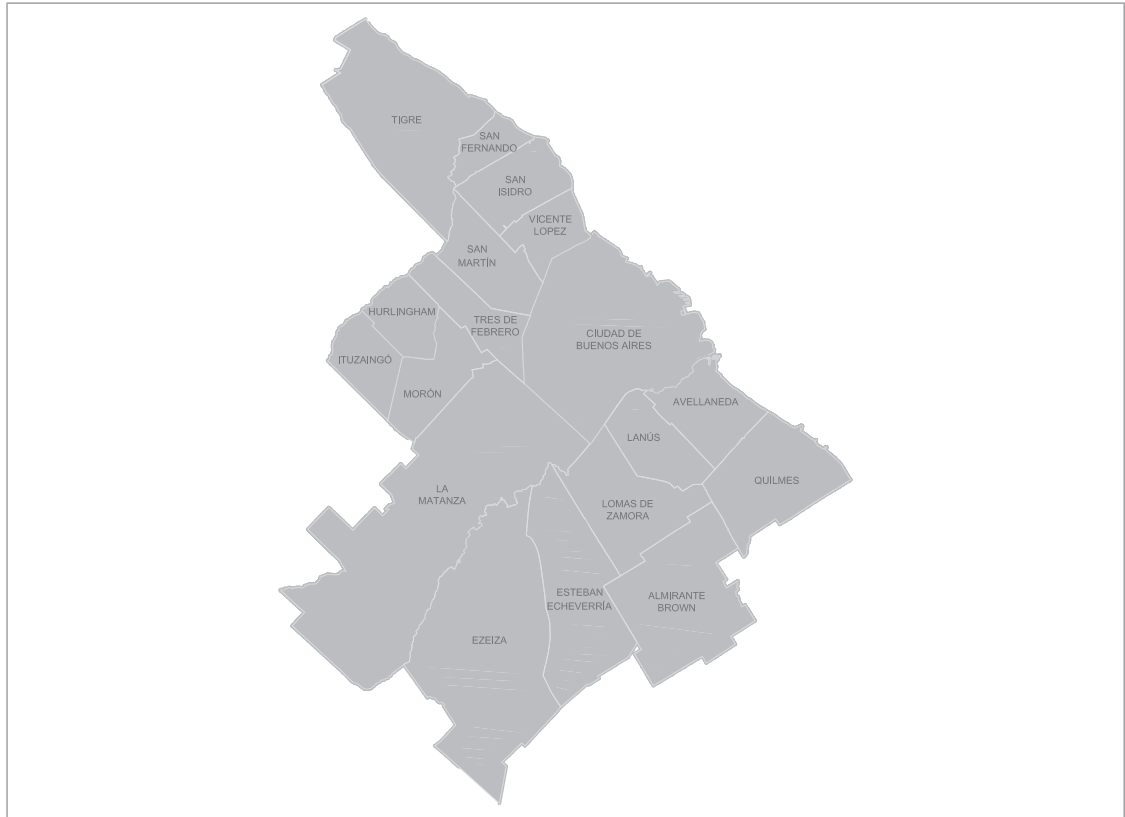 TIGRE
SAN
FERNANDO
SAN
ISIDRO
VICENTE
LOPEZ
SAN
MARTÍN
HURLINGHAM
TRES DE
FEBRERO
CIUDAD DE
BUENOS AÍRES
ITUZAINGÓ
MORÓN
AVELLANEDA
LANÚS
QUILMES
LA
MATANZA
LOMAS DE
ZAMORA
ESTEBAN
ECHEVERRÍA
ALMIRANTE
BROWN
EZEIZA